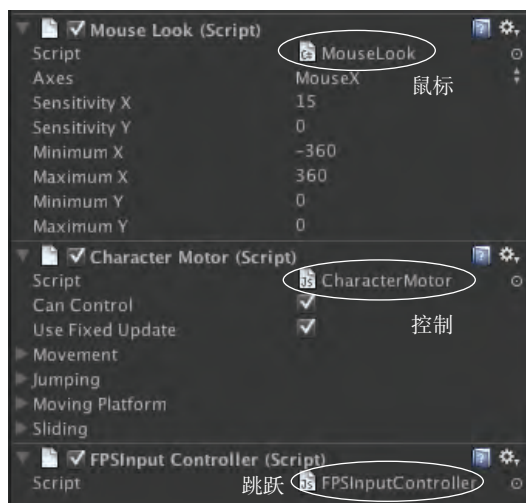 Mouse Look (Script)
Script MouseLook
Axes MouseX
鼠标
Sensitivity X 15
Sensitivity Y 0
Minimum X -360
Maximum X 360
Minimum Y 0
Maximum Y 0
Character Motor (Script)
Script CharacterMotor
Can Control
控制
Use Fixed Update
Movement
Jumping
Moving Platform
Sliding
FPSInput Controller (Script)
Script 跳跃 FPSInputController